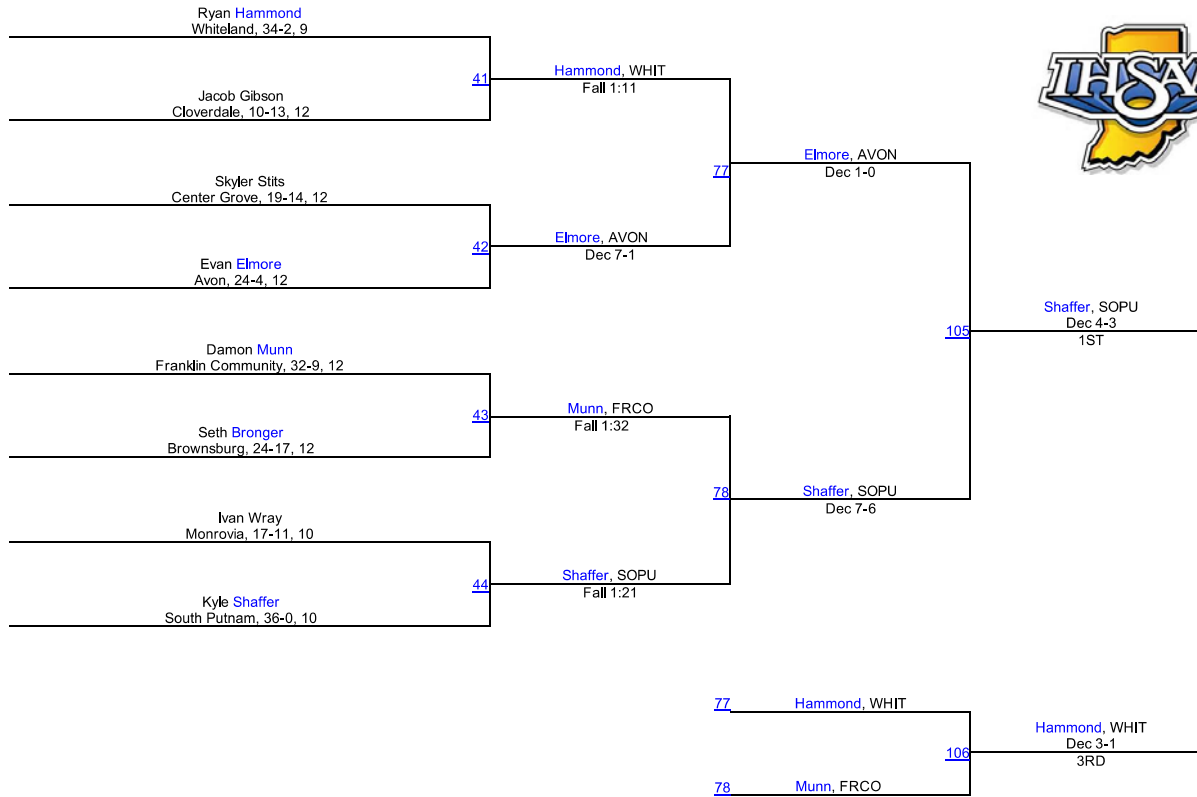 Ryan Hammond
Whiteland, 34-2, 9
41
Hammond, WHIT
Fall 1:11
Jacob Gibson
Cloverdale, 10-13, 12
IHSAA
77
Elmore, AVON
Dec 1-0
Skyler Stits
Center Grove, 19-14, 12
42
Elmore, AVON
Dec 7-1
Evan Elmore
Avon, 24-4, 12
105
Shaffer, SOPU
Dec 4-3
1ST
Damon Munn
Franklin Community, 32-9, 12
43
Munn, FRCO
Fall 1:32
Seth Bronger
Brownsburg, 24-17, 12
78
Shaffer, SOPU
Dec 7-6
Ivan Wray
Monrovia, 17-11, 10
44
Shaffer, SOPU
Fall 1:21
Kyle Shaffer
South Putnam, 36-0, 10
77
Hammond, WHIT
106
Hammond, WHIT
Dec 3-1
3RD
78
Munn, FRCO